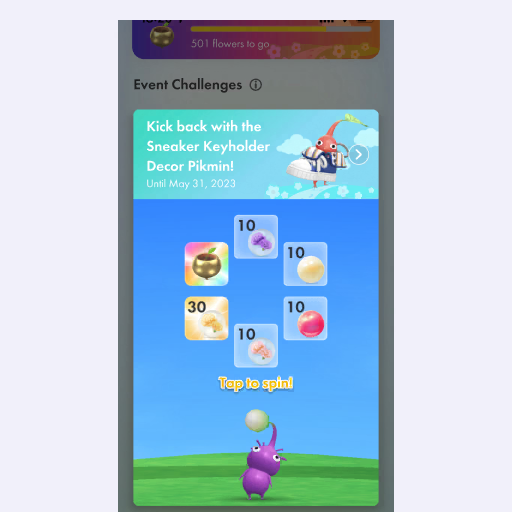 501 flowers to go
Event Challenges
Kick back with the
Sneaker Keyholder
Decor Pikmin!
Until May 31, 2023
10
10
30
10
10
Tap to spin!